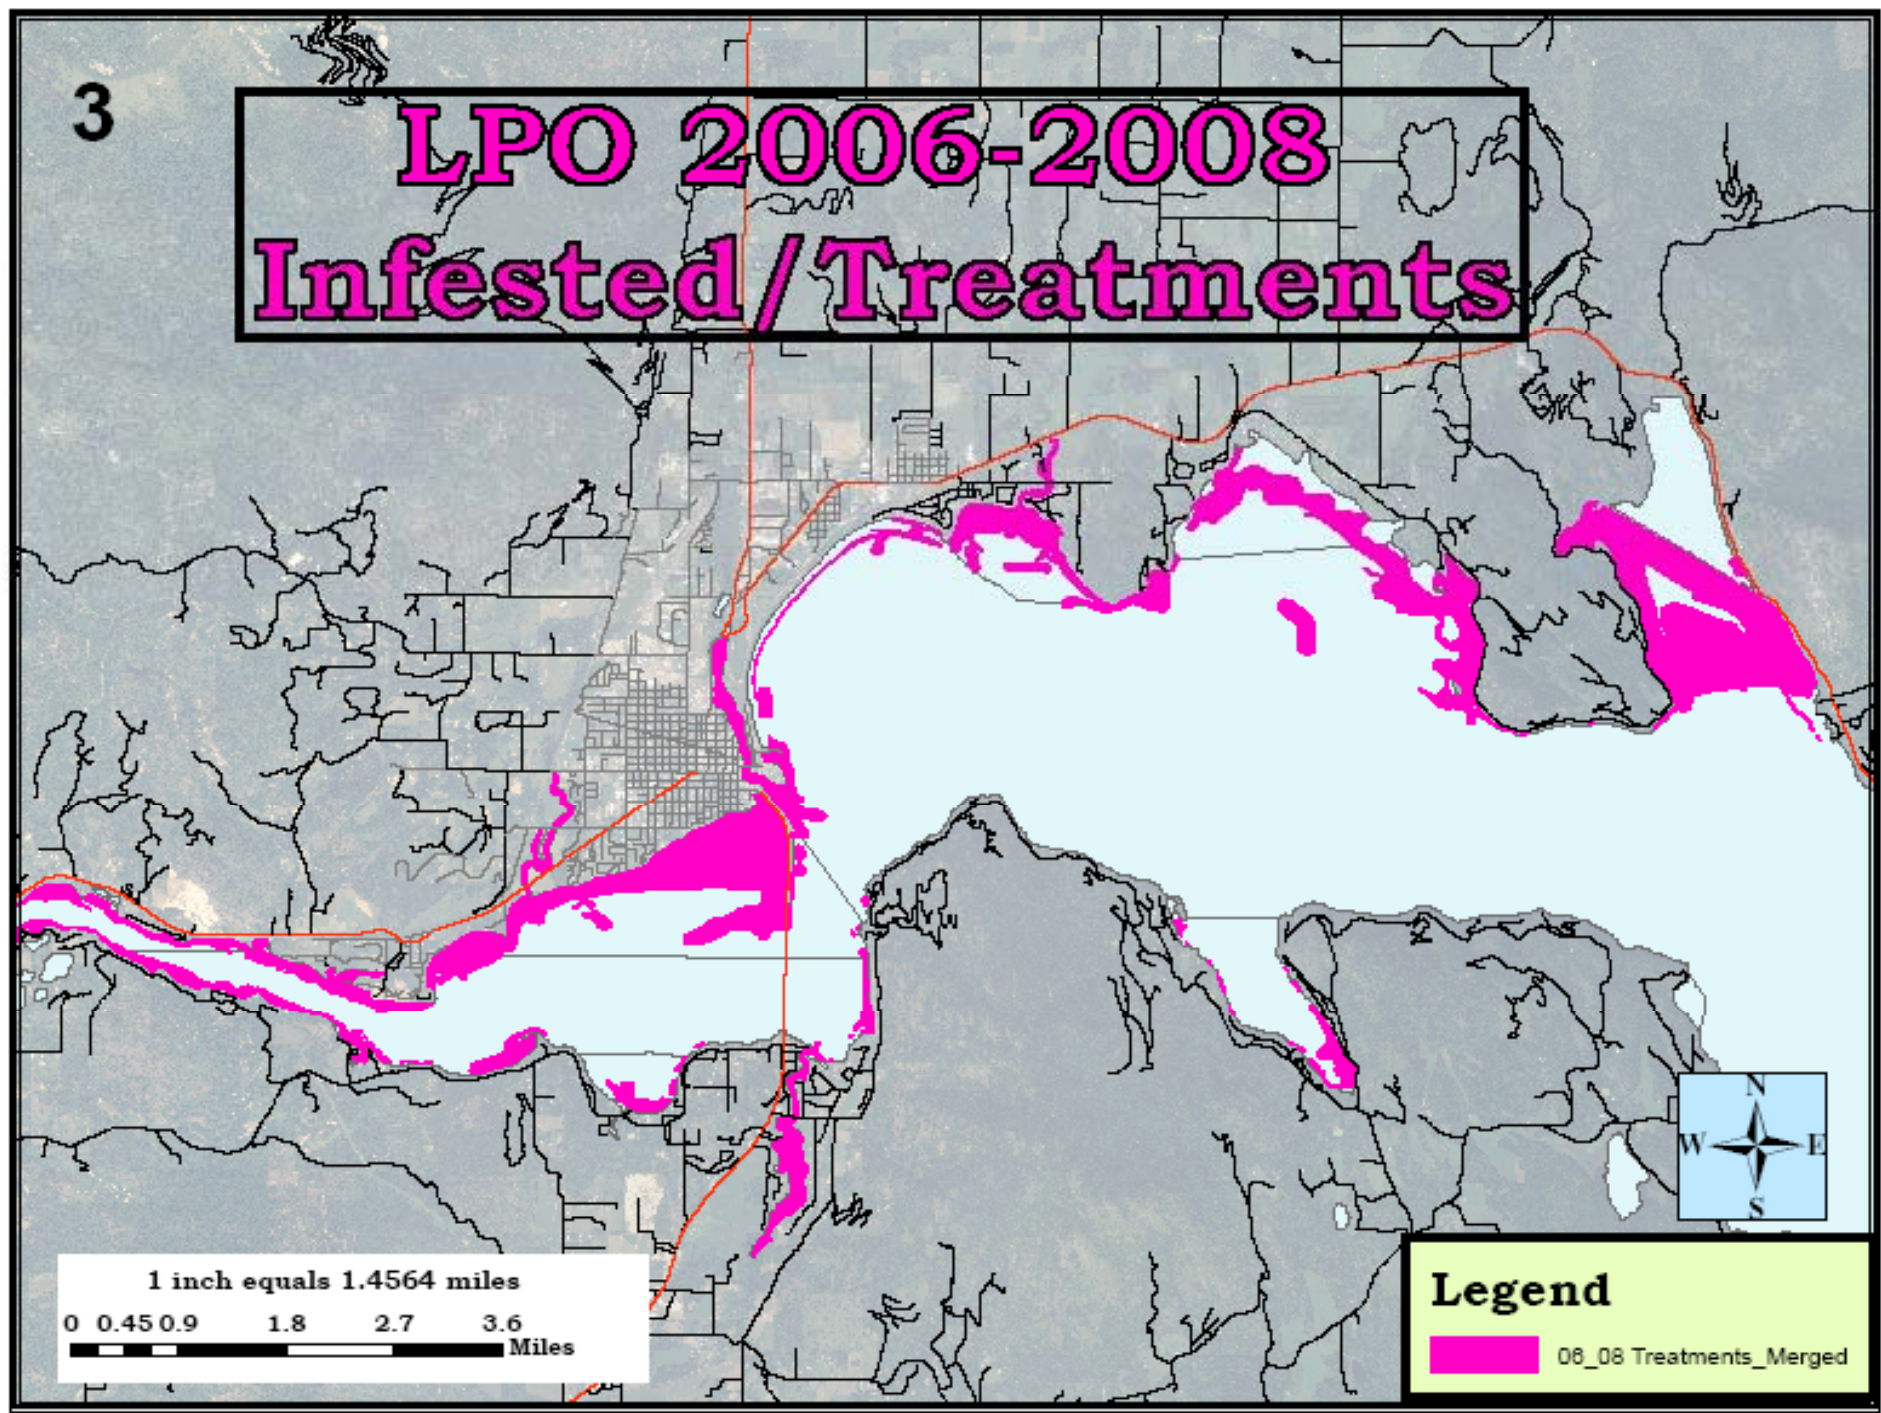 3
LPO 2006-2008
Infested/Treatments
N
W E
S
1 inch equals 1.4564 miles
0 0.45 0.9 1.8 2.7 3.6
Miles
Legend
06_08 Treatments_Merged